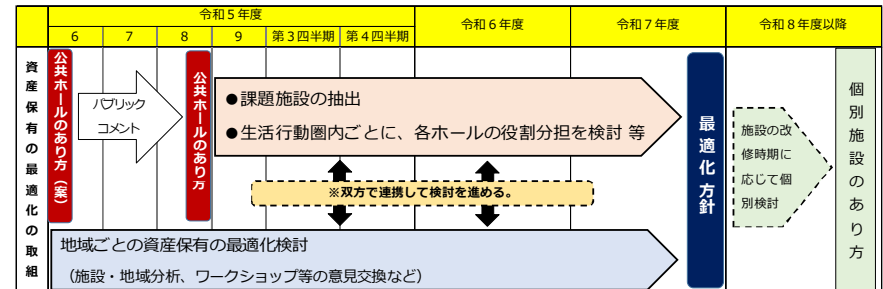 令和５年度
令和６年度
令和７年度
令和８年度以降
6
7
8
9
第３四半期
第４四半期
資産保有の最適化の取組
公共ホールのあり方（案）
パブリック
コメント
公共ホールのあり方
●課題施設の抽出
●生活行動圏内ごとに、各ホールの役割分担を検討 等
※双方で連携して検討を進める。
地域ごとの資産保有の最適化検討
（施設・地域分析、ワークショップ等の意見交換など）
最適化方針
施設の改
修時期に
応じて個
別検討
個別施設のあり方